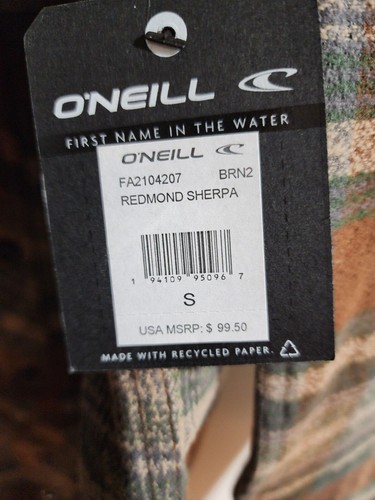 O'NEILL
FIRST NAME IN THE WATER
O'NEILL
FA2104207 BRN2
REDMOND SHERPA
1 94109 95096 7
S
USA MSRP: $ 99.50
MADE WITH RECYCLED PAPER.